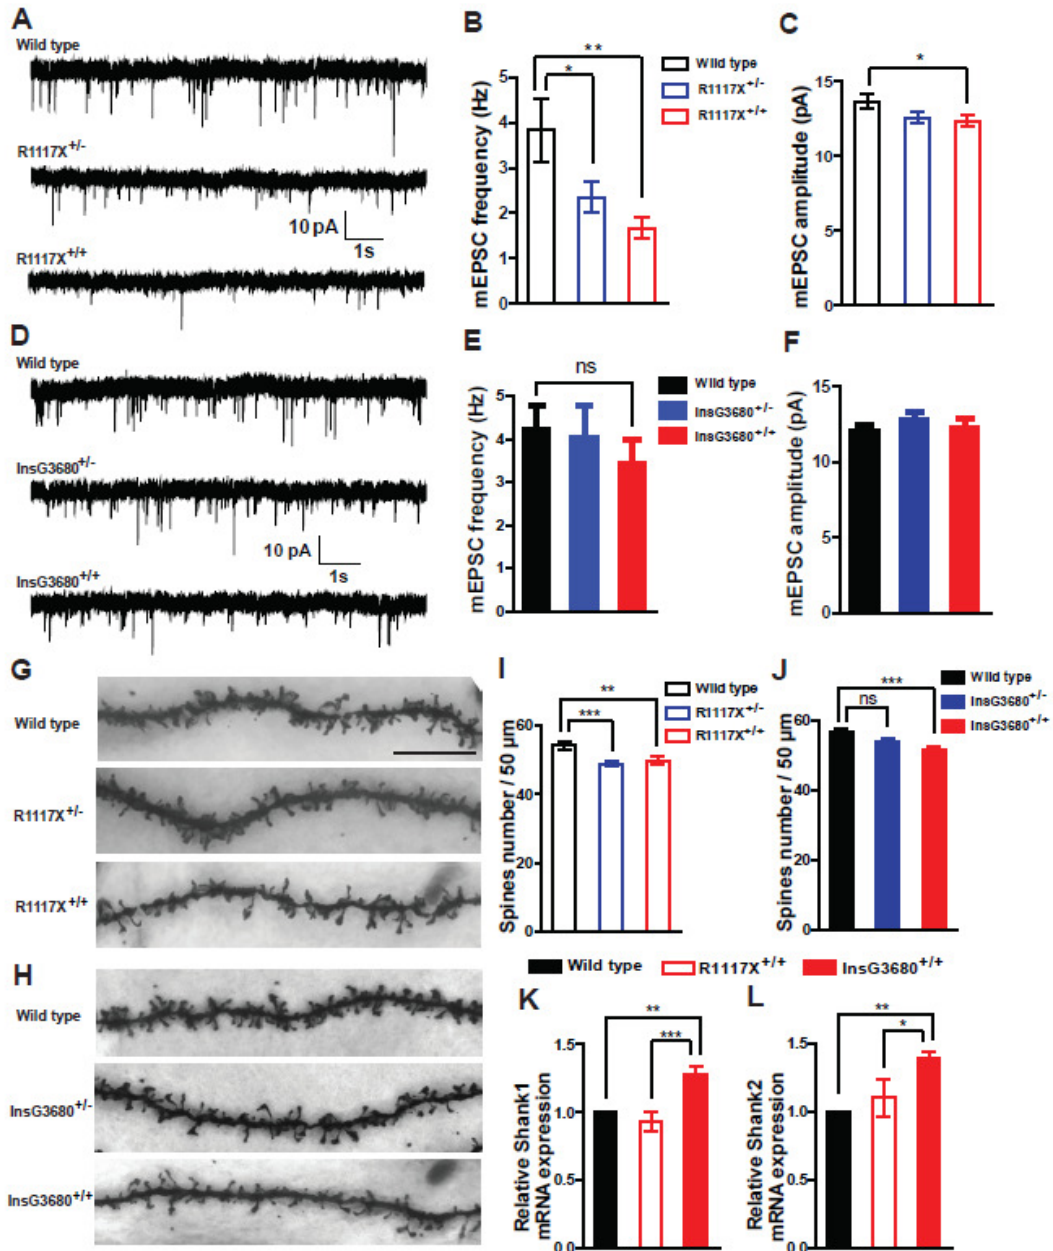 A
Wild type
R1117X+/-
10 pA
1s
R1117X+/+
B
**
*
Wild type
R1117X+/-
R1117X+/+
mEPSC frequency (Hz)
5
4
3
2
1
0
C
*
mEPSC amplitude (pA)
15
10
5
0
D
Wild type
InsG3680+/-
10 pA
1s
InsG3680+/+
E
ns
Wild type
InsG3680+/-
InsG3680+/+
mEPSC frequency (Hz)
5
4
3
2
1
0
F
mEPSC amplitude (pA)
15
10
5
0
G
Wild type
R1117X+/-
R1117X+/+
H
Wild type
InsG3680+/-
InsG3680+/+
I
**
***
Wild type
R1117X+/-
R1117X+/+
Spines number / 50 µm
60
40
20
0
J
***
ns
Wild type
InsG3680+/-
InsG3680+/+
Spines number / 50 µm
60
40
20
0
Wild type R1117X+/+ InsG3680+/+
K
**
***
Relative Shank1
mRNA expression
1.5
1.0
0.5
0.0
L
**
*
Relative Shank2
mRNA expression
1.5
1.0
0.5
0.0